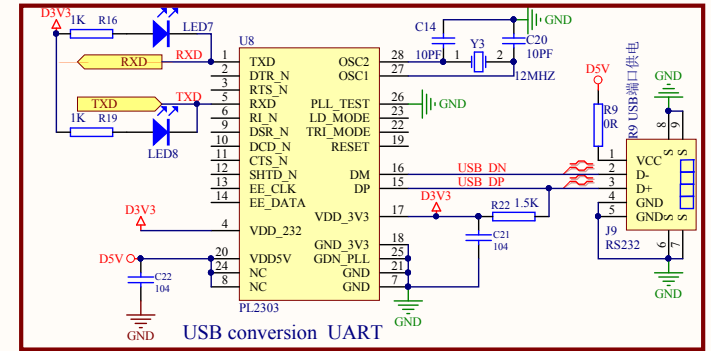 D3V3
1K R16
LED7
RXD
RXD
TXD
TXD
1K R19
LED8
U8
1 TXD
2 DTR_N
3 RTS_N
5 RXD
6 RI_N
9 DSR_N
10 DCD_N
11 CTS_N
12 SHTD_N
13 EE_CLK
14 EE_DATA
D3V3
4 VDD_232
D5V
20 VDD5V
24 NC
8 NC
C22
104
GND
PL2303
OSC2 28
OSC1 27
PLL_TEST 26
LD_MODE 23
TRI_MODE 22
RESET 19
DM 16
DP 15
VDD_3V3 17
GND_3V3 18
GDN_PLL 25
GND 21
GND 7
C14
10PF
1 Y3 2
C20
10PF
12MHZ
GND
GND
USB_DN
USB_DP
D3V3
R22 1.5K
C21
104
GND
D5V
R9
0R
R9 USB端口供电
GND
8 9
S S
1 VCC
2 D-
3 D+
4 GND
5 GND
S S
6 7
J9
RS232
GND
USB conversion UART